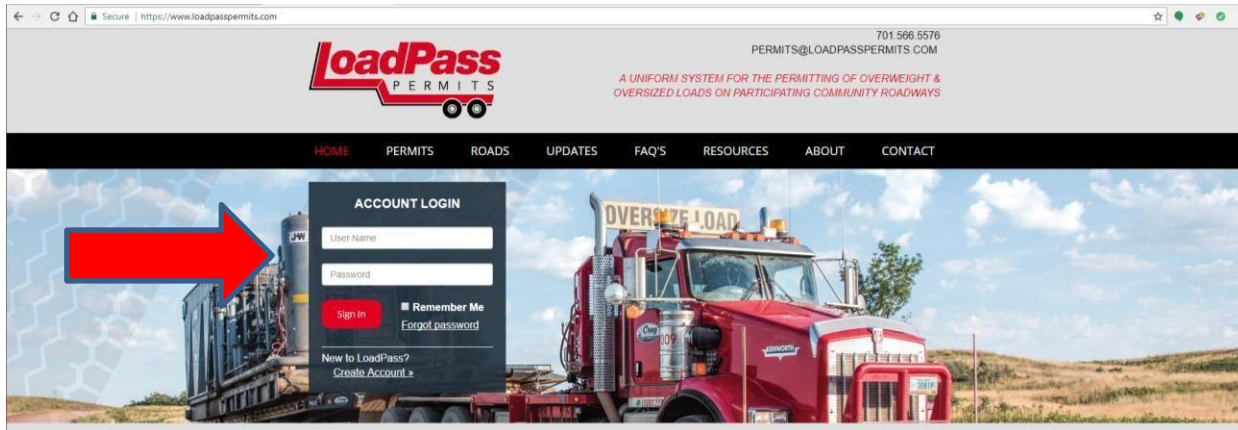 Secure | https://www.loadpasspermits.com
LoadPass
PERMITS
701.566.5576
PERMITS@LOADPASSPERMITS.COM
A UNIFORM SYSTEM FOR THE PERMITTING OF OVERWEIGHT &
OVERSIZED LOADS ON PARTICIPATING COMMUNITY ROADWAYS
HOME PERMITS ROADS UPDATES FAQ'S RESOURCES ABOUT CONTACT
ACCOUNT LOGIN
User Name
Password
Sign In
Remember Me
Forgot password
New to LoadPass?
Create Account »
J-W
OVERSIZE LOAD
Craig
009
KENWORTH